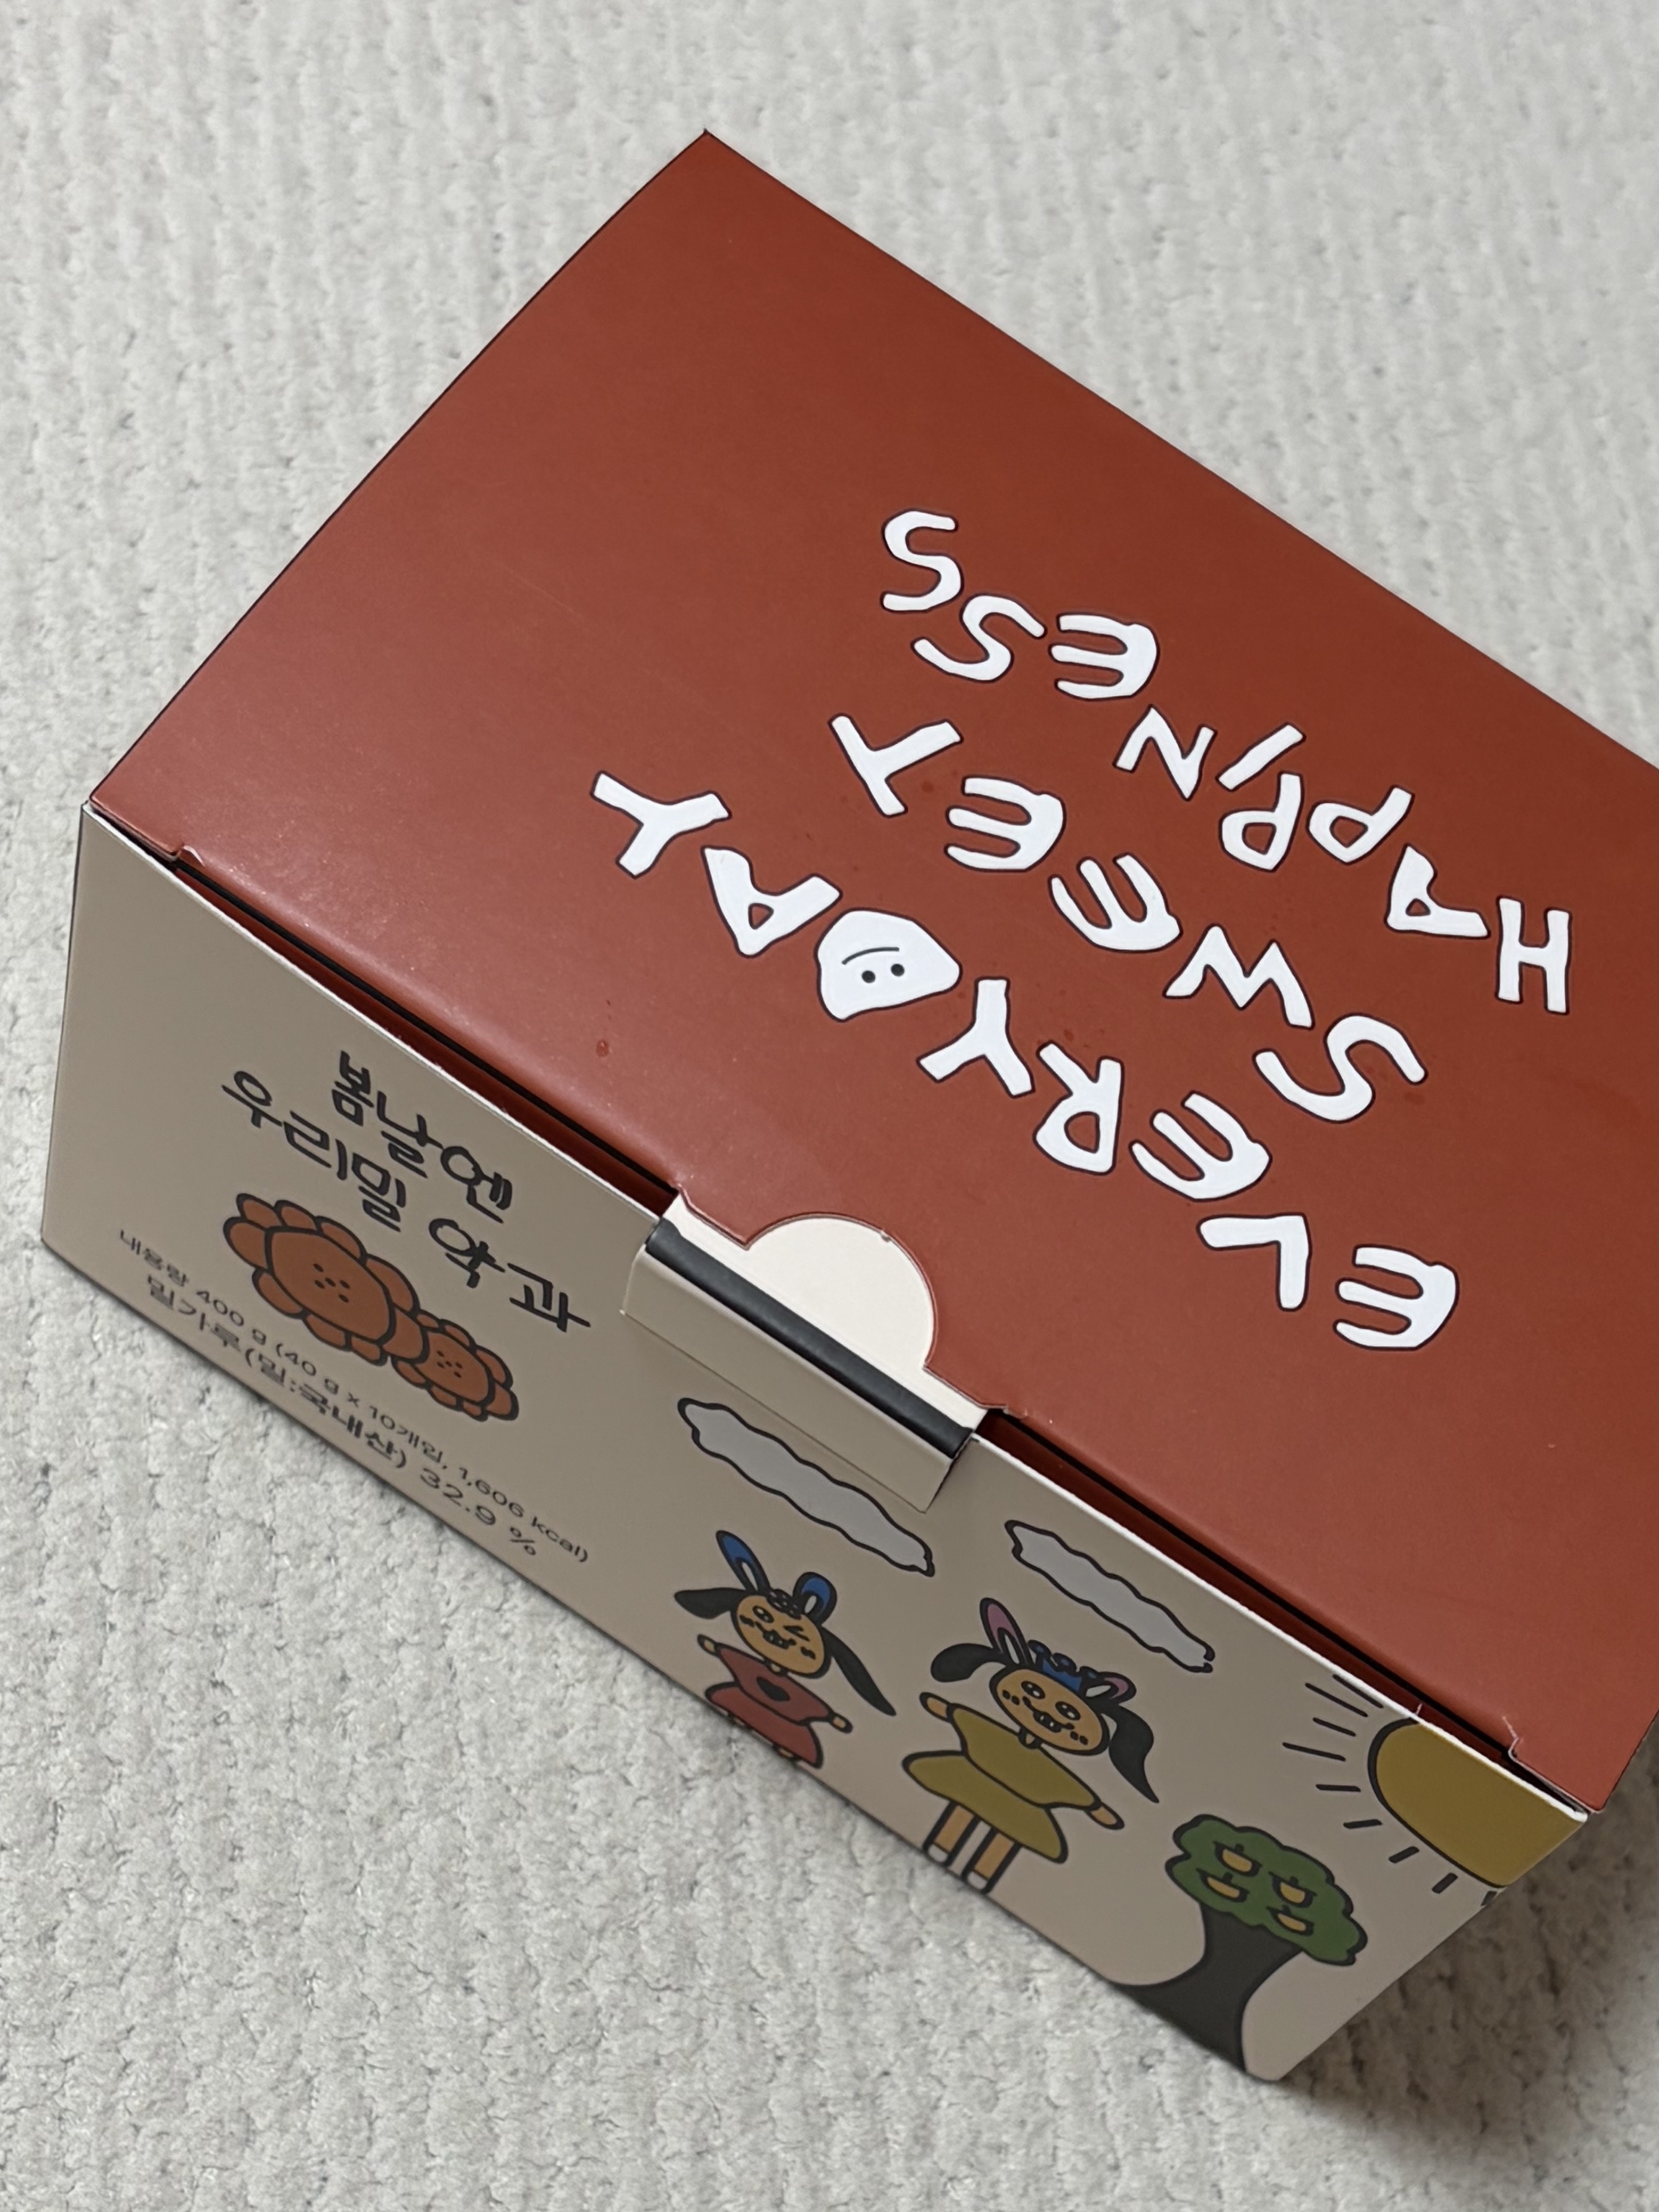 HAPPINESS
SWEET
EVERYDAY
봄날엔
우리밀 약과
내용량 400 g (40 g x 10개입, 1,606 kcal)
밀가루(밀:국내산) 32.9 %